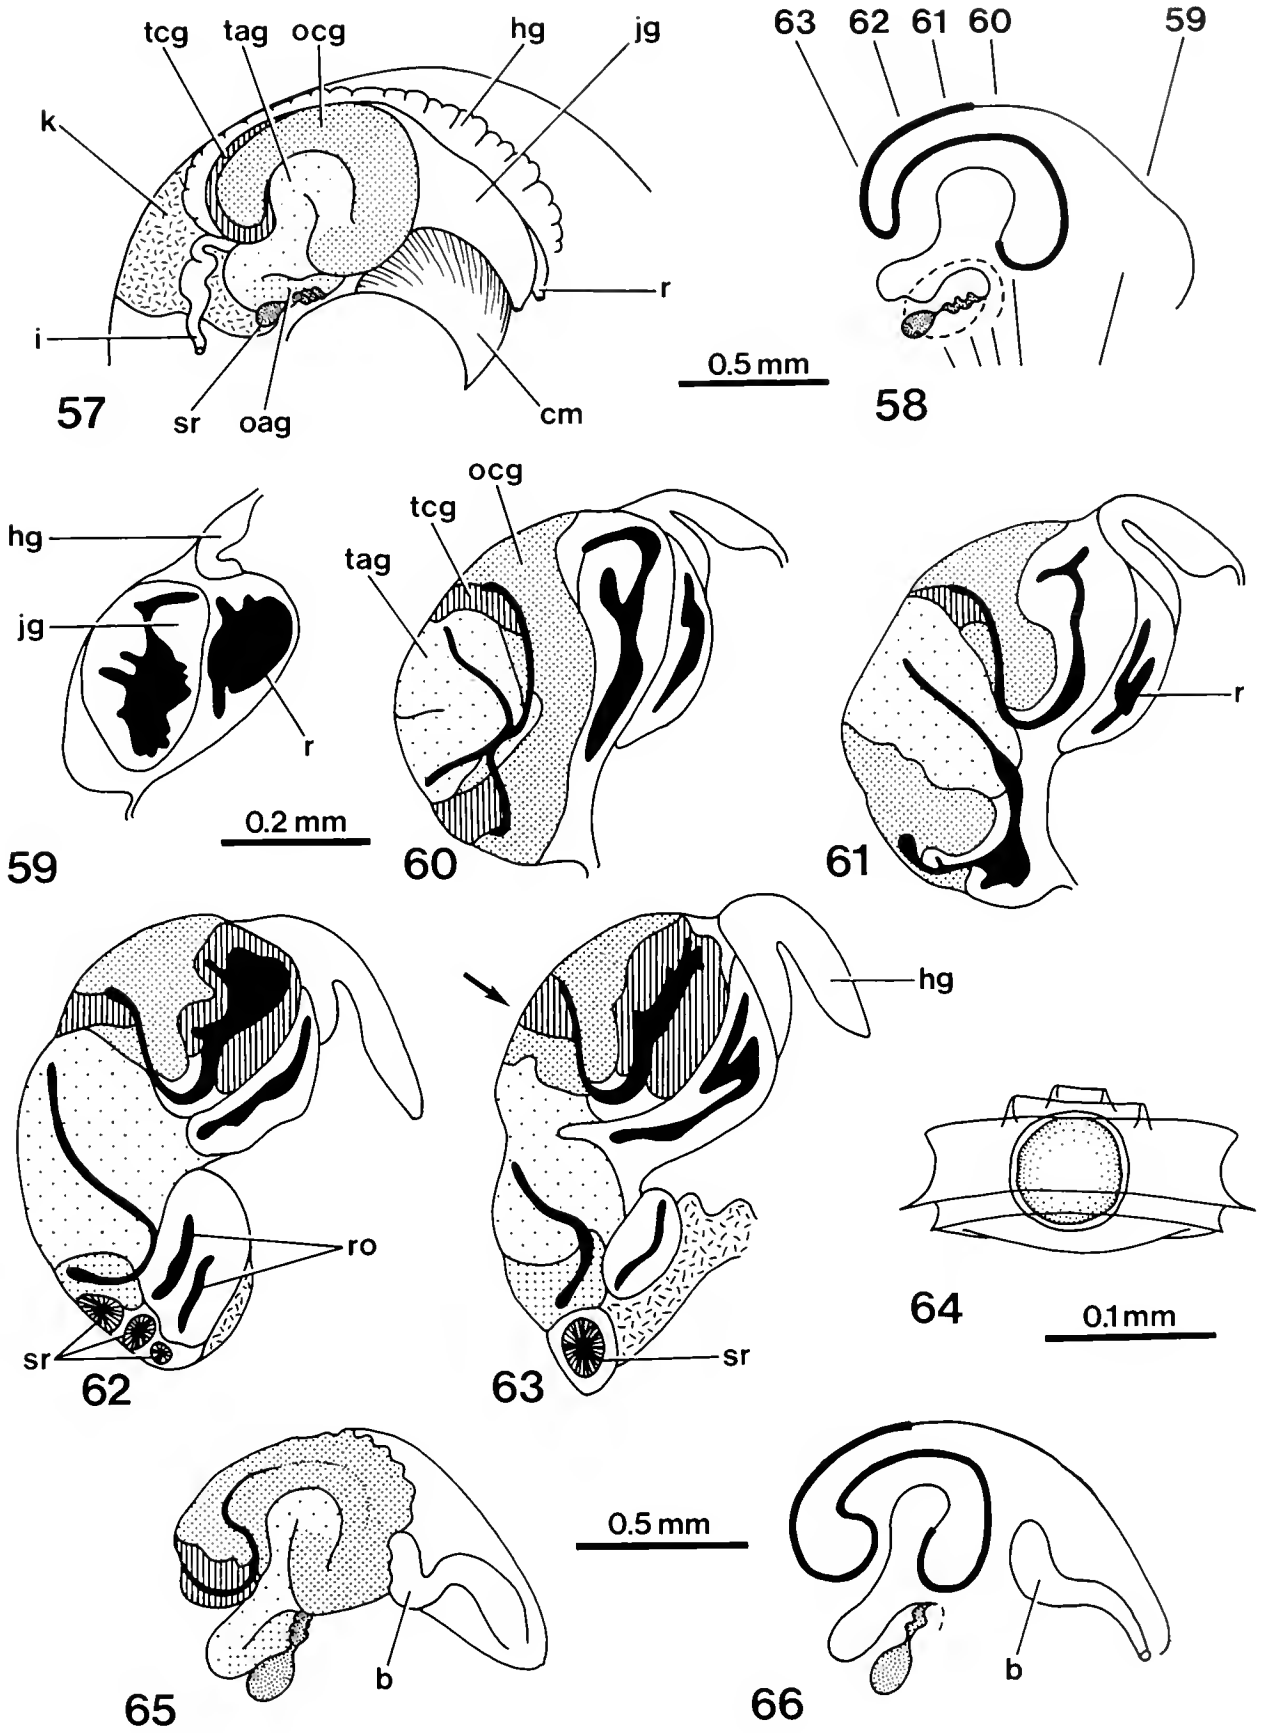 tcg tag ocg hg jg
k
i
sr oag
r
cm
0.5 mm
57
63 62 61 60 59
58
hg
jg
r
0.2 mm
59
ocg
tcg
tag
60
r
61
ro
sr
62
hg
sr
63
64
0.1mm
b
65
0.5 mm
b
66